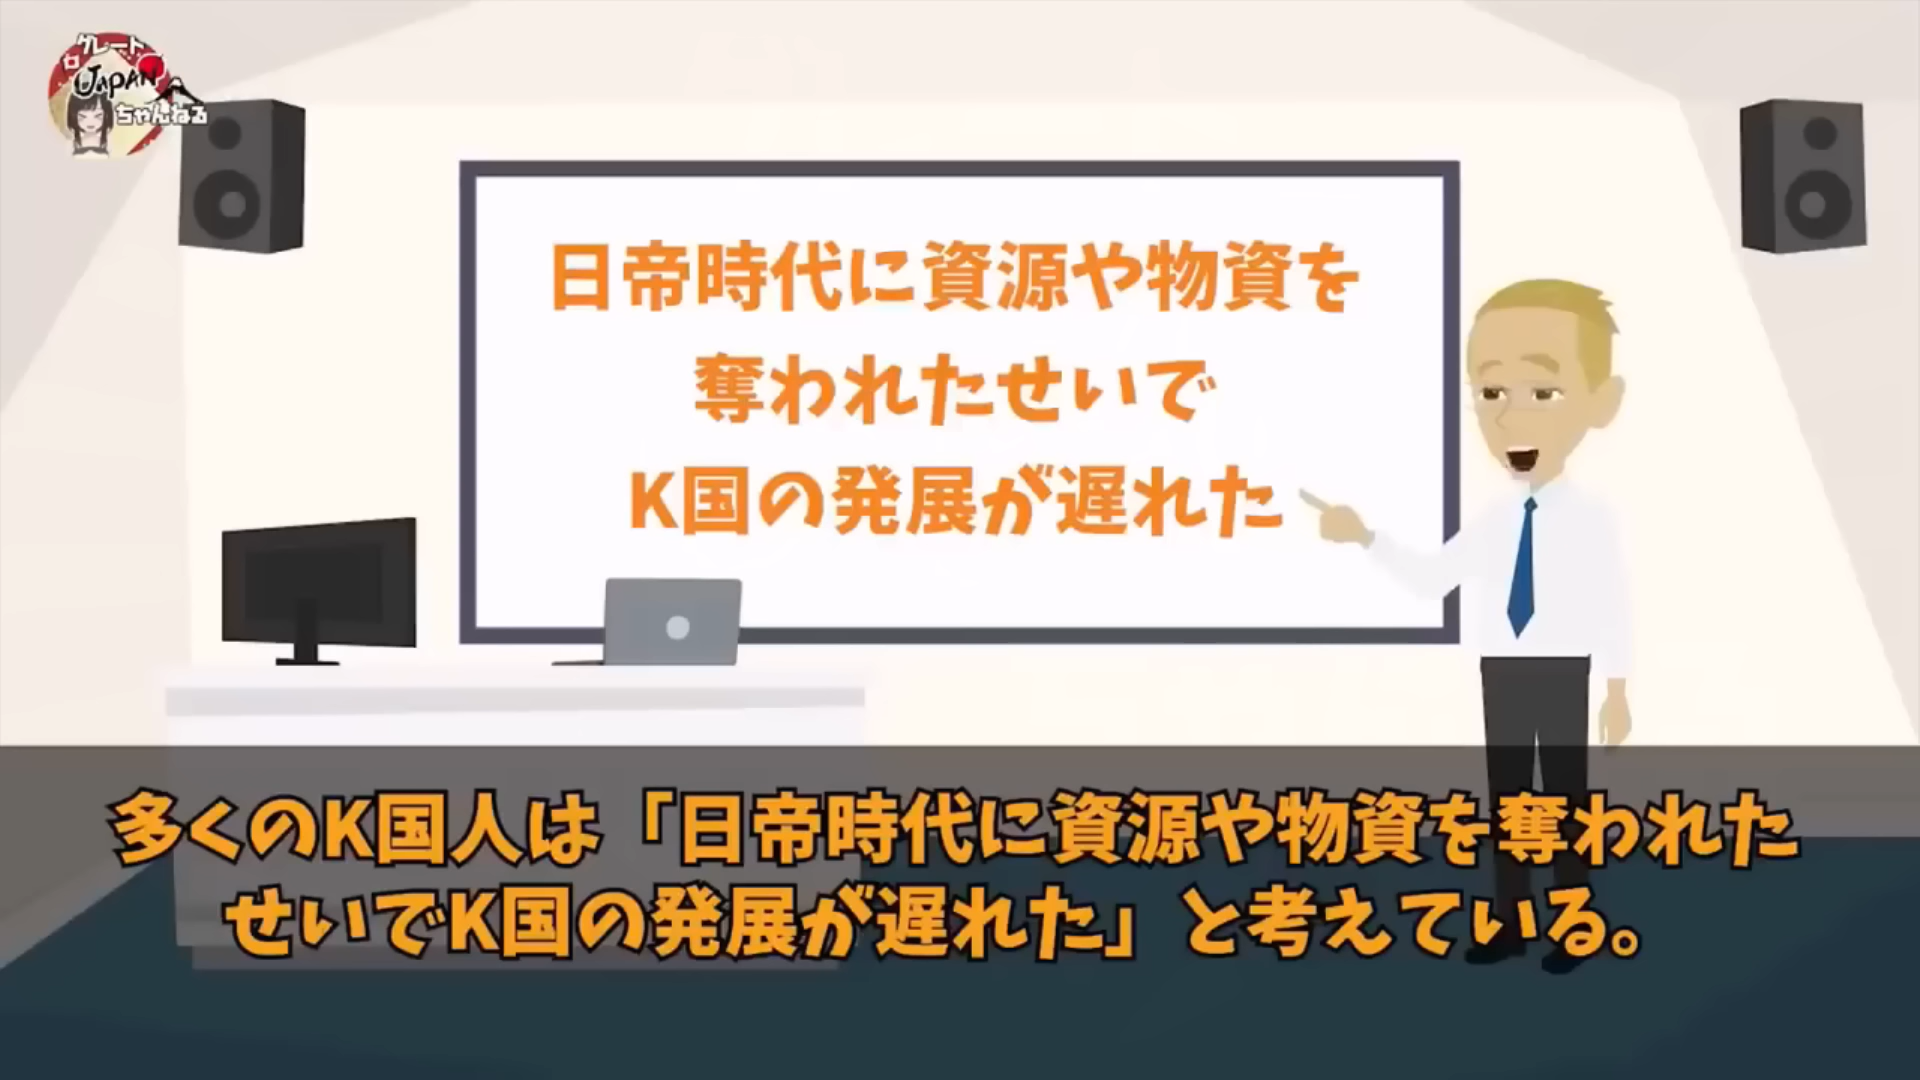 グレート
JAPAN
ちゃんねる
日帝時代に資源や物資を
奪われたせいで
K国の発展が遅れた
多くのK国人は「日帝時代に資源や物資を奪われた
せいでK国の発展が遅れた」と考えている。